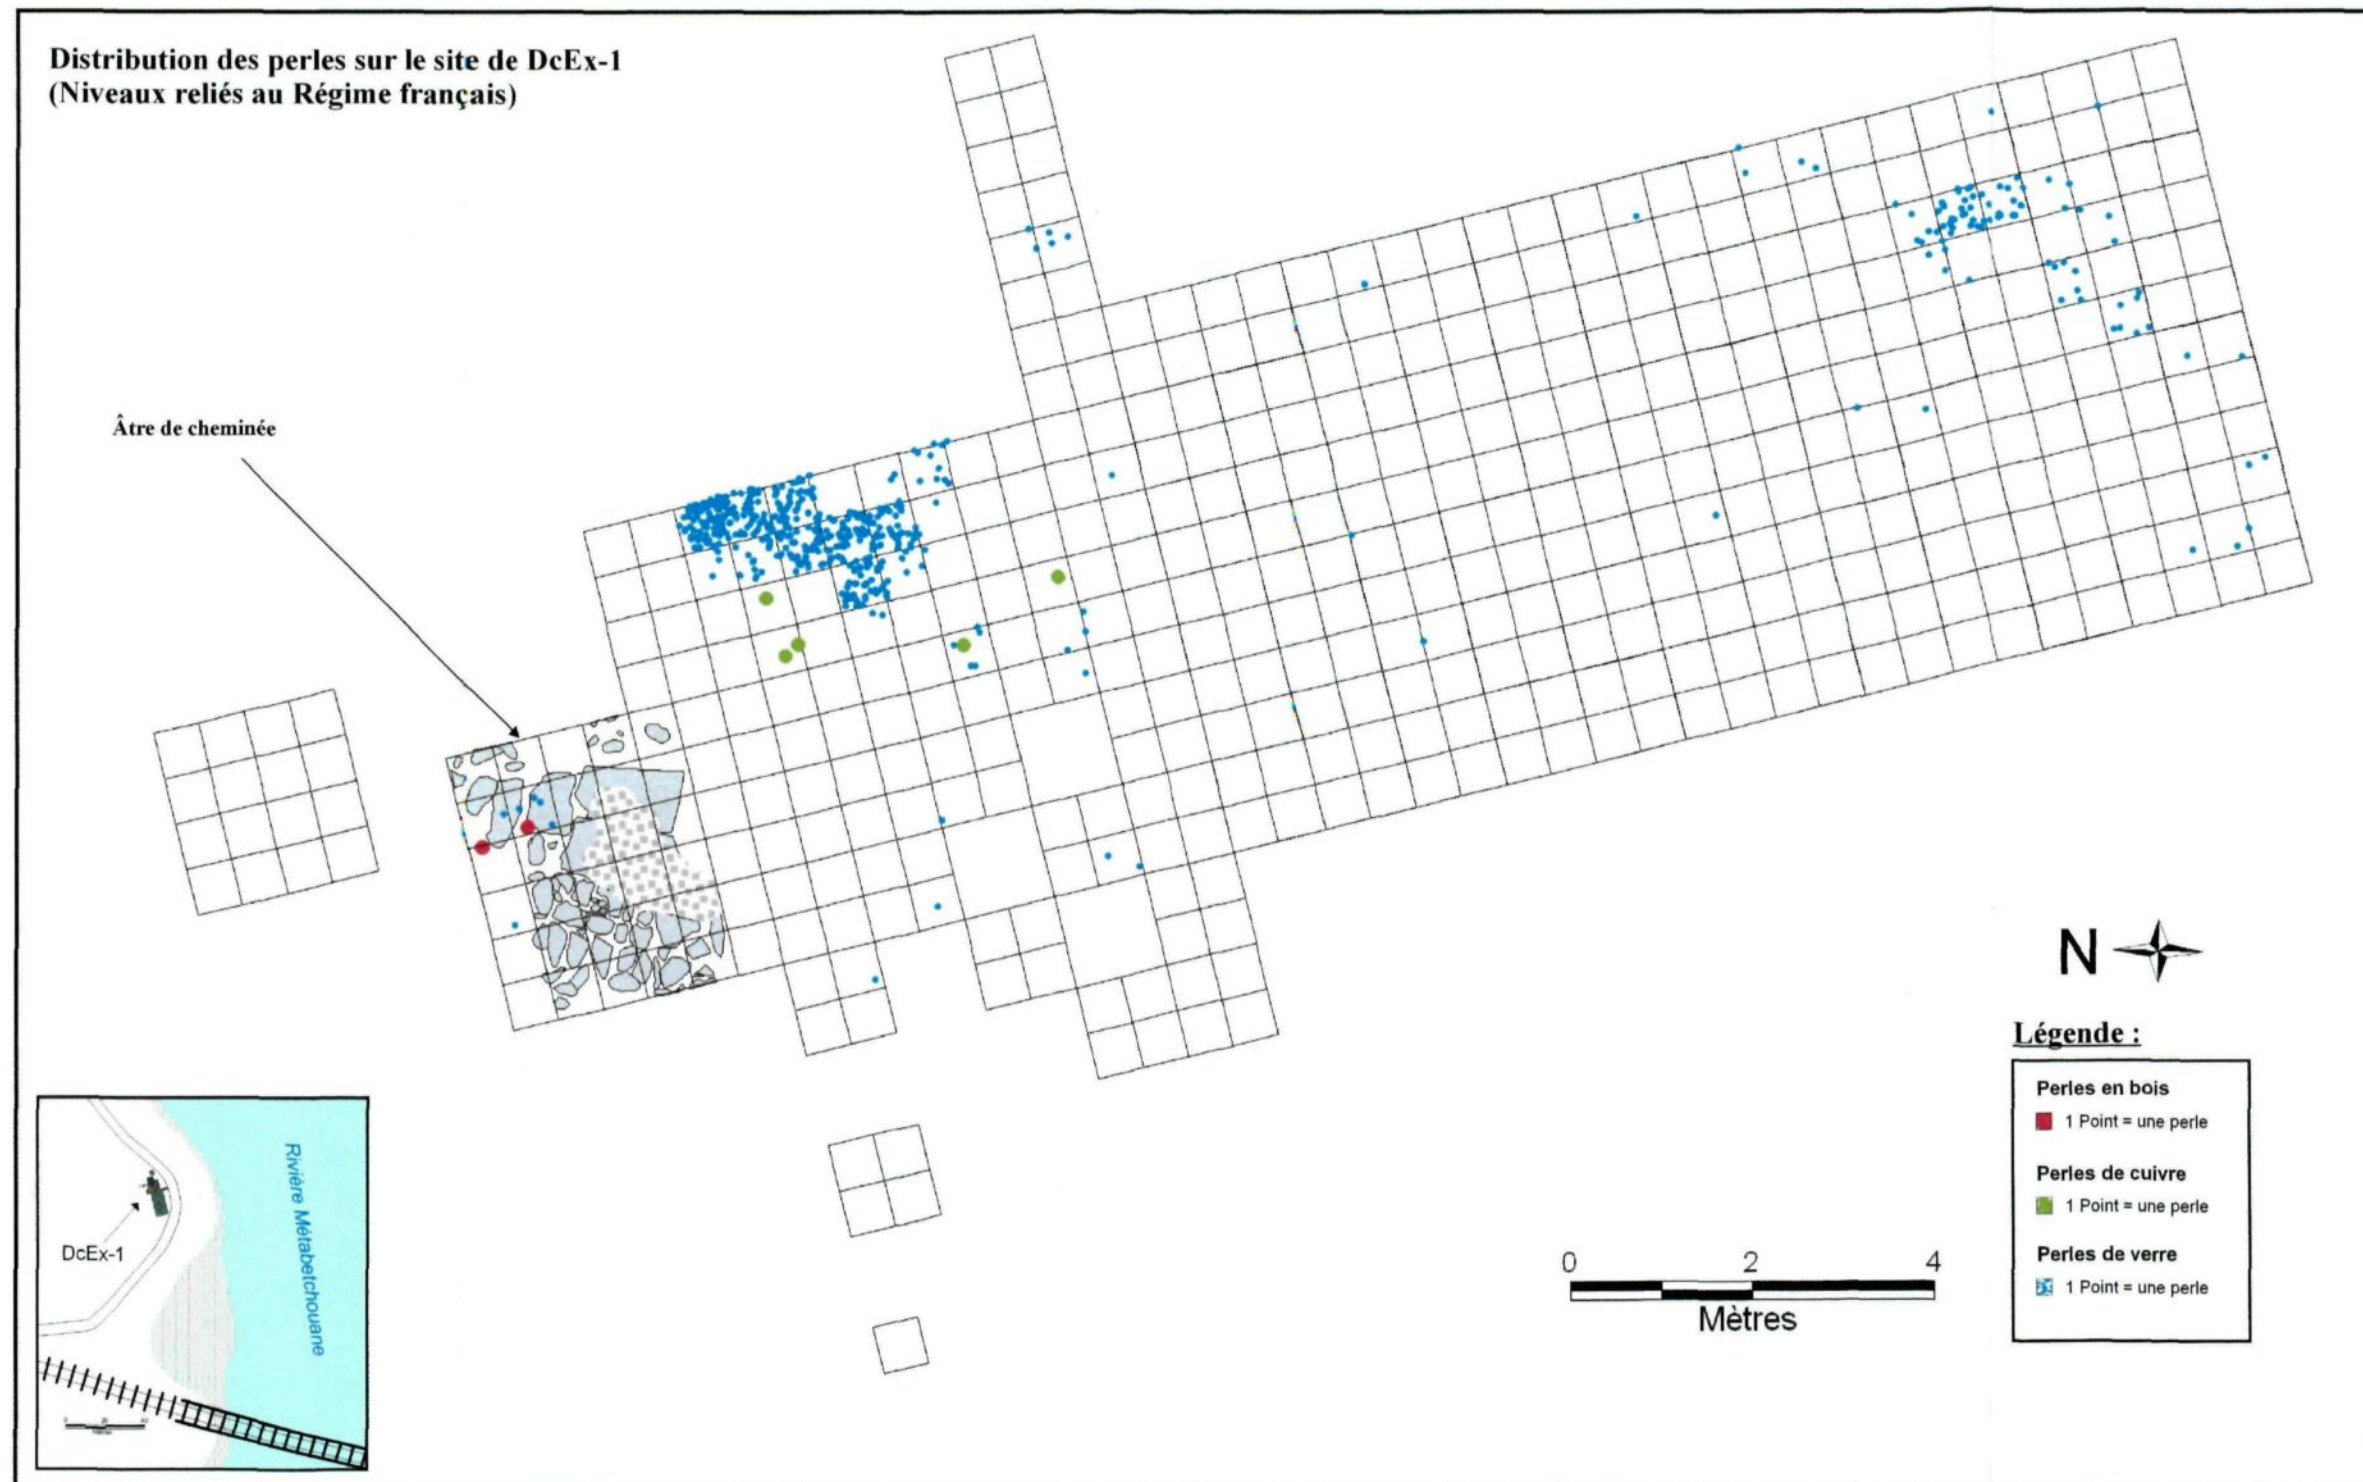 Distribution des perles sur le site de DcEx-1
(Niveaux reliés au Régime français)
Âtre de cheminée
N
Légende :
Perles en bois
1 Point = une perle
Perles de cuivre
1 Point = une perle
Perles de verre
1 Point = une perle
0 2 4
Mètres
Rivière Métabetchouane
DcEx-1